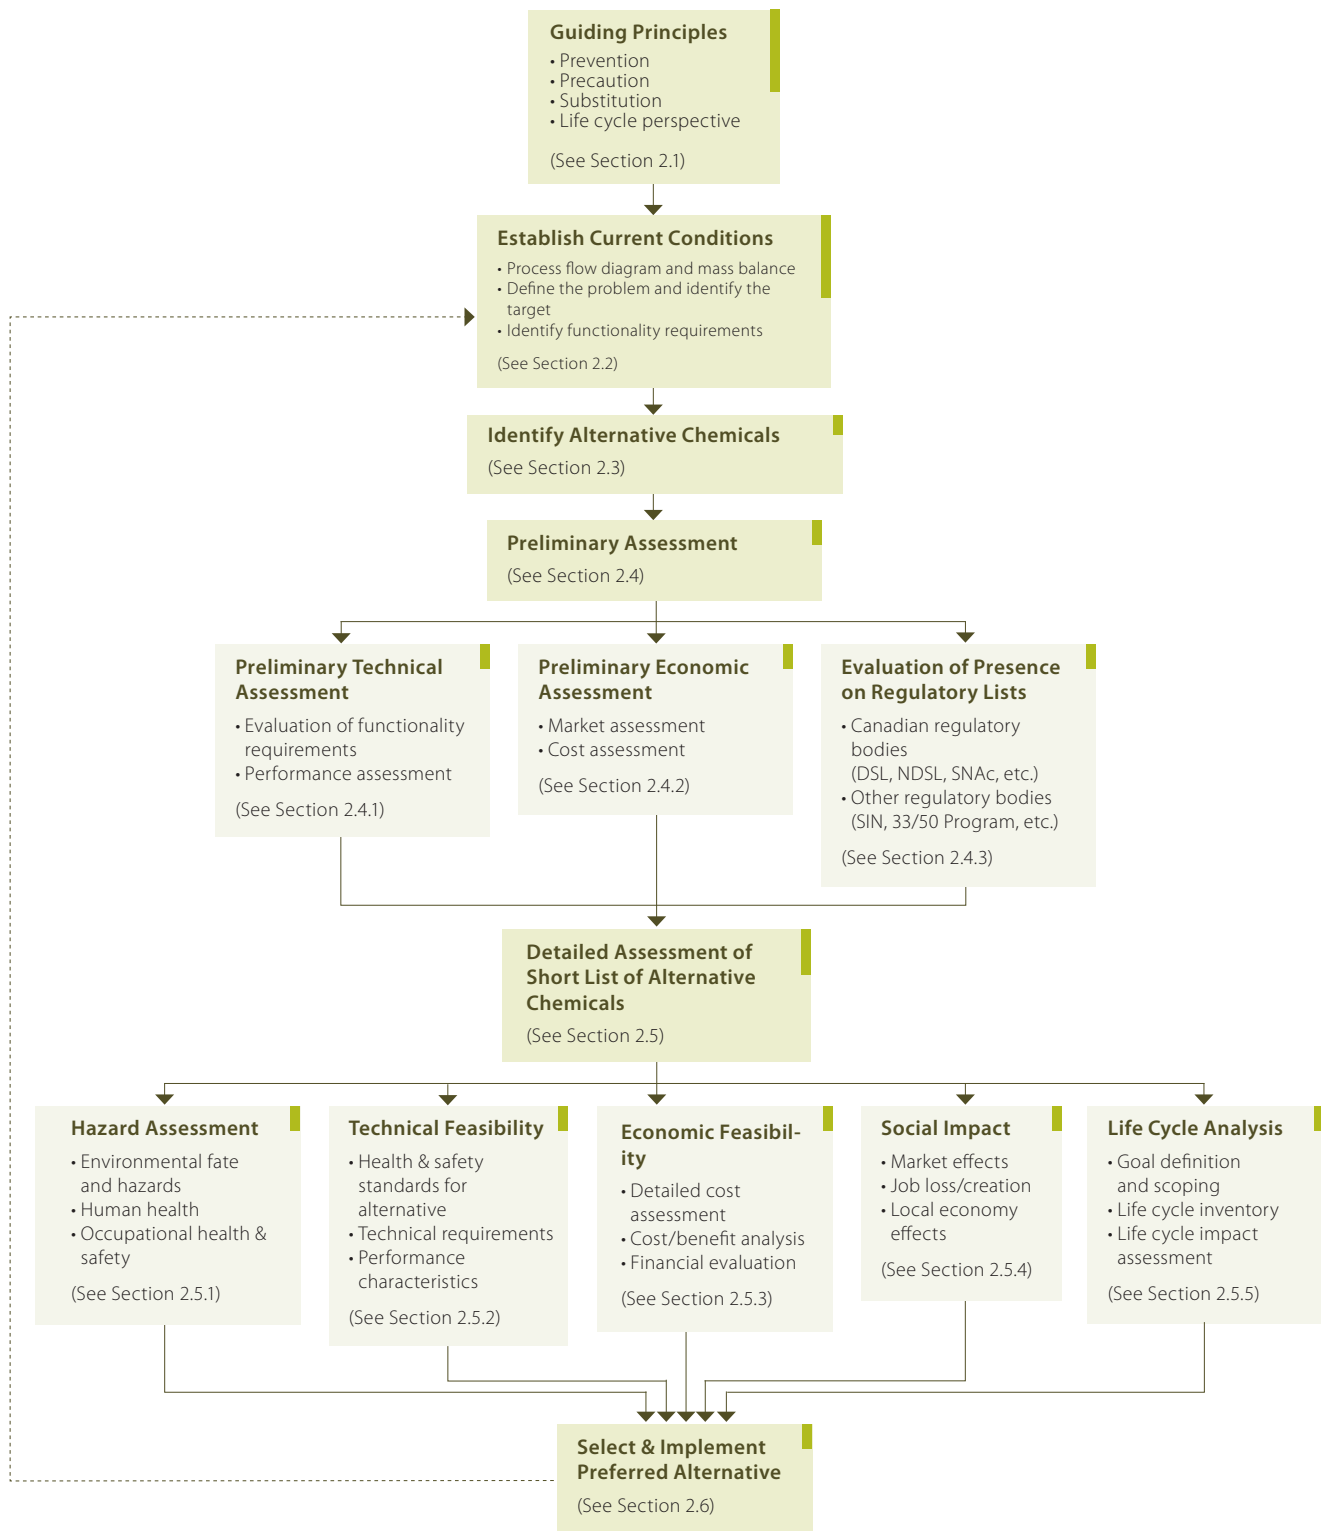 Guiding Principles
• Prevention
• Precaution
• Substitution
• Life cycle perspective
(See Section 2.1)
Establish Current Conditions
• Process flow diagram and mass balance
• Define the problem and identify the
target
• Identify functionality requirements
(See Section 2.2)
Identify Alternative Chemicals
(See Section 2.3)
Preliminary Assessment
(See Section 2.4)
Preliminary Technical
Assessment
• Evaluation of functionality
requirements
• Performance assessment
(See Section 2.4.1)
Preliminary Economic
Assessment
• Market assessment
• Cost assessment
(See Section 2.4.2)
Evaluation of Presence
on Regulatory Lists
• Canadian regulatory
bodies
(DSL, NDSL, SNAc, etc.)
• Other regulatory bodies
(SIN, 33/50 Program, etc.)
(See Section 2.4.3)
Detailed Assessment of
Short List of Alternative
Chemicals
(See Section 2.5)
Hazard Assessment
• Environmental fate
and hazards
• Human health
• Occupational health &
safety
(See Section 2.5.1)
Technical Feasibility
• Health & safety
standards for
alternative
• Technical requirements
• Performance
characteristics
(See Section 2.5.2)
Economic Feasibil-
ity
• Detailed cost
assessment
• Cost/benefit analysis
• Financial evaluation
(See Section 2.5.3)
Social Impact
• Market effects
• Job loss/creation
• Local economy
effects
(See Section 2.5.4)
Life Cycle Analysis
• Goal definition
and scoping
• Life cycle inventory
• Life cycle impact
assessment
(See Section 2.5.5)
Select & Implement
Preferred Alternative
(See Section 2.6)